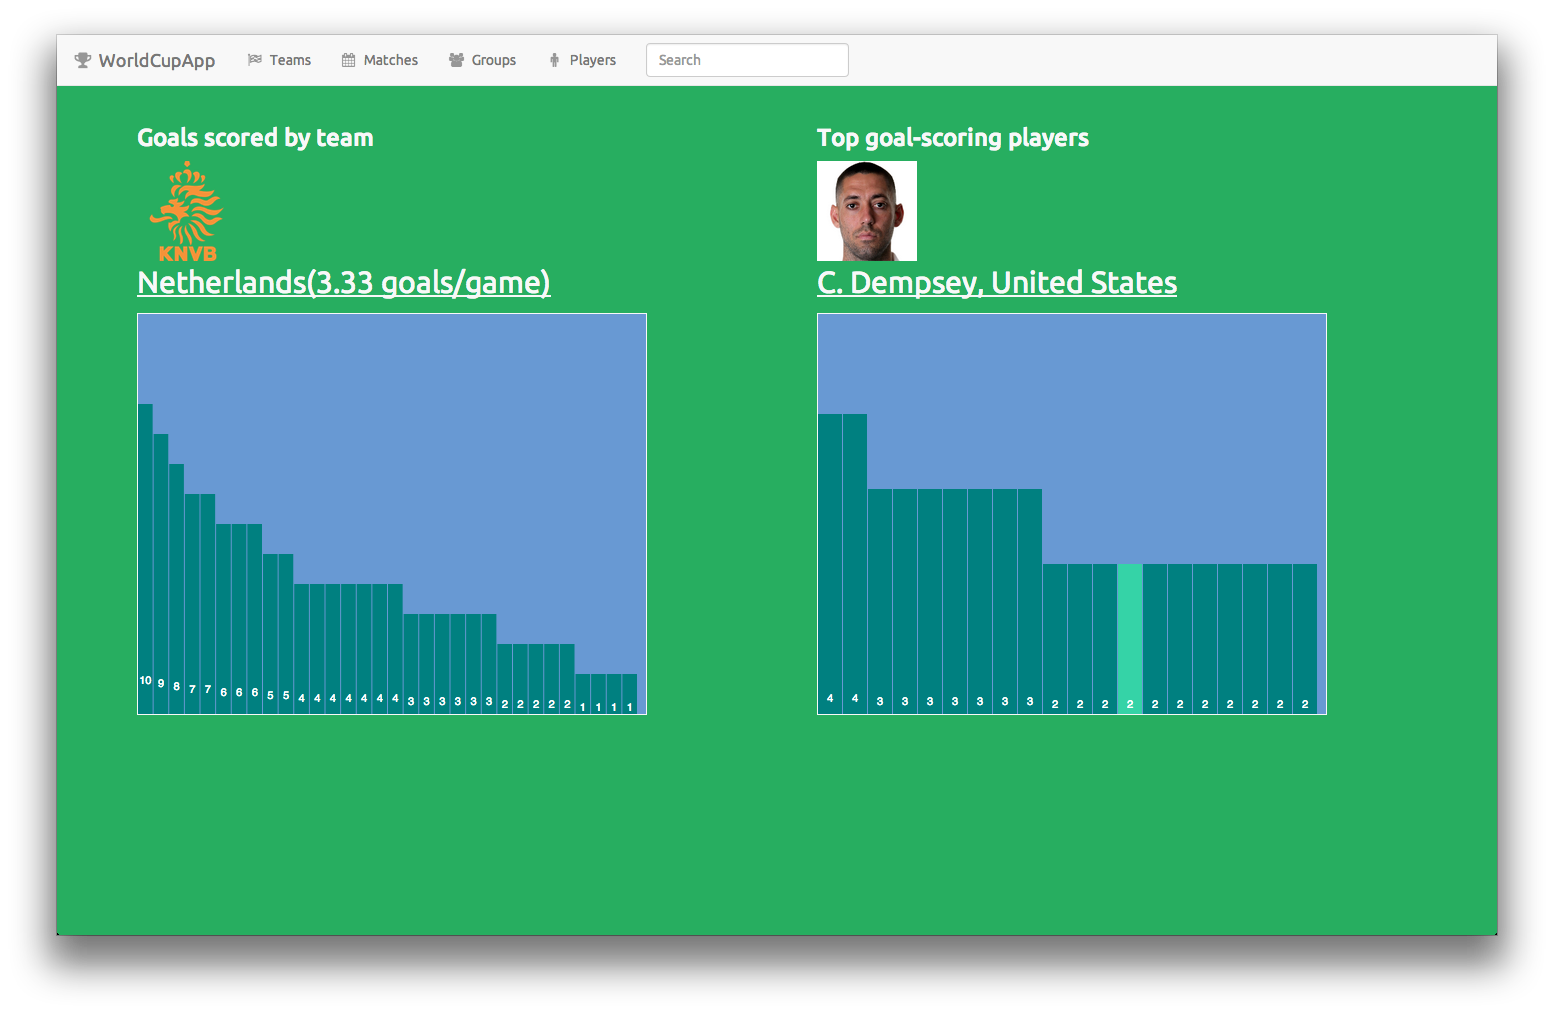 WorldCupApp Teams Matches Groups Players Search
Goals scored by team
KNVB
Netherlands(3.33 goals/game)
10 9 8 7 7 6 6 6 5 5 4 4 4 4 4 4 4 3 3 3 3 3 3 2 2 2 2 2 1 1 1 1
Top goal-scoring players
C. Dempsey, United States
4 4 3 3 3 3 3 3 3 2 2 2 2 2 2 2 2 2 2 2